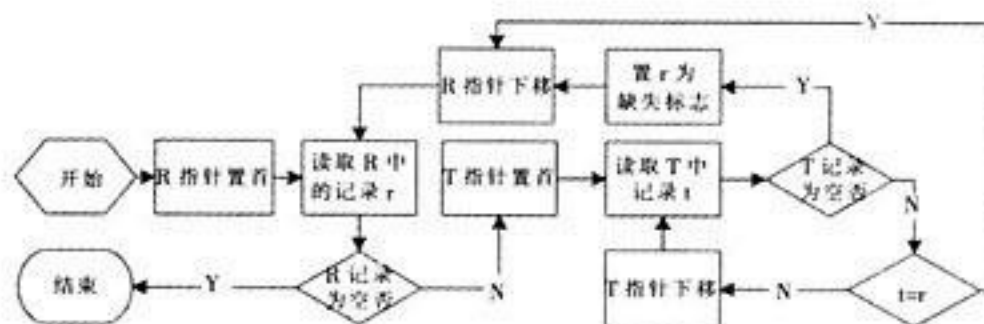 Y
R 指针下移
置 r 为
缺失标志
Y
开始
R 指针置首
读取 R 中
的记录 r
T 指针置首
读取 T 中
记录 t
T 记录
为空否
N
结束
Y
R 记录
为空否
N
T 指针下移
N
t=r